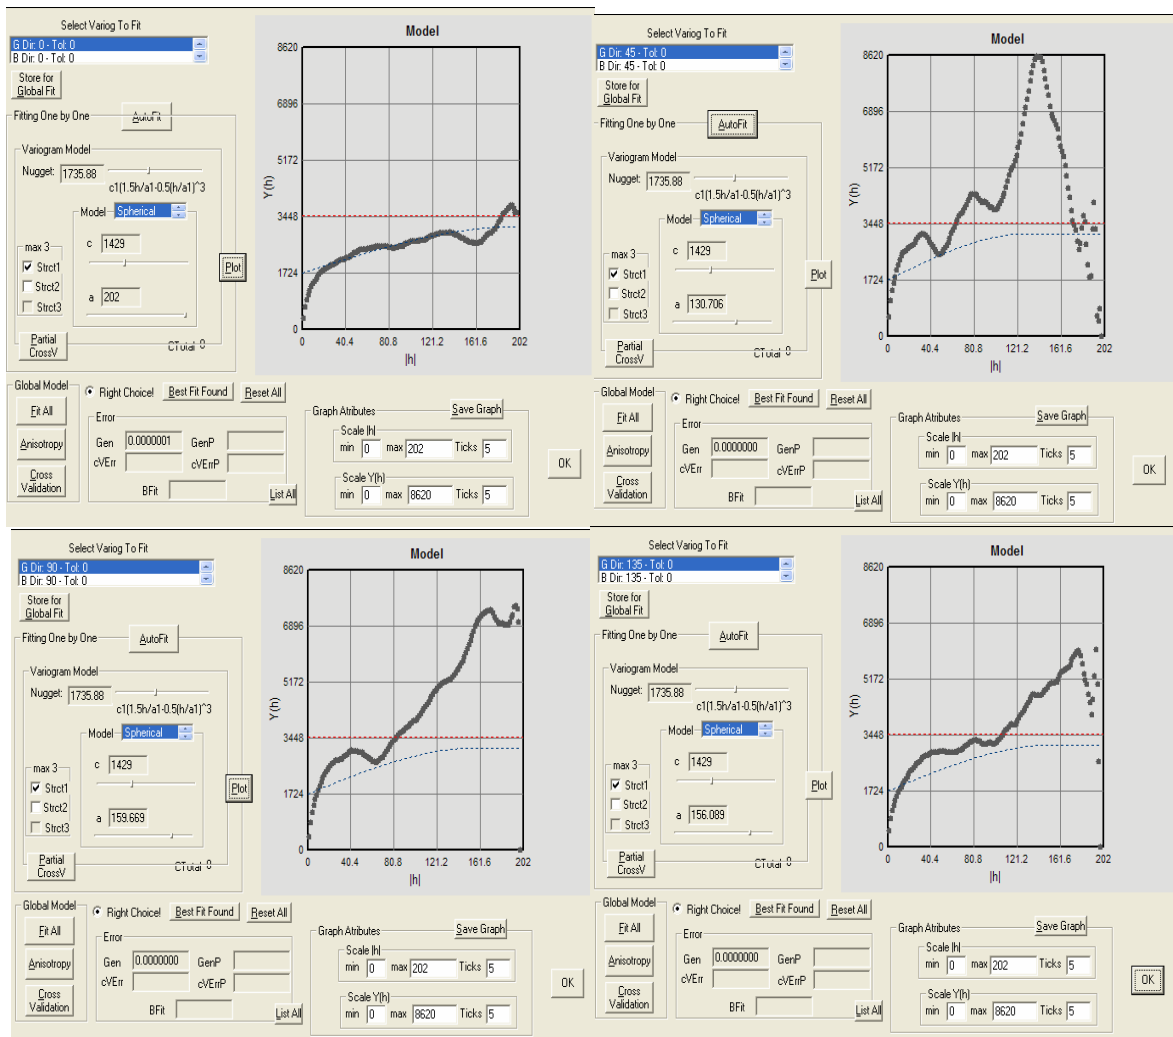 Select Variog To Fit
G Dir: 0 - Tol: 0
B Dir: 0 - Tol: 0
Store for
Global Fit
Fitting One by One
AutoFit
Variogram Model
Nugget: 1735.88
c1(1.5h/a1-0.5(h/a1)^3
Model Spherical
max 3
c 1429
Strct1
Strct2
a 202
Strct3
Plot
Partial
CrossV
CTotal 0
Model
8620
6896
5172
3448
1724
0
Y(h)
0 40.4 80.8 121.2 161.6 202
|h|
Global Model
Fit All
Anisotropy
Cross
Validation
Right Choice! Best Fit Found Reset All
Error
Gen 0.0000001 GenP
cVErr cVErrP
BFit
List All
Graph Atributes Save Graph
Scale |h|
min 0 max 202 Ticks 5
Scale Y(h)
min 0 max 8620 Ticks 5
OK
Select Variog To Fit
G Dir: 45 - Tol: 0
B Dir: 45 - Tol: 0
Store for
Global Fit
Fitting One by One
AutoFit
Variogram Model
Nugget: 1735.88
c1(1.5h/a1-0.5(h/a1)^3
Model Spherical
max 3
c 1429
Strct1
Strct2
a 130.706
Strct3
Plot
Partial
CrossV
CTotal 0
Model
8620
6896
5172
3448
1724
0
Y(h)
0 40.4 80.8 121.2 161.6 202
|h|
Global Model
Fit All
Anisotropy
Cross
Validation
Right Choice! Best Fit Found Reset All
Error
Gen 0.0000000 GenP
cVErr cVErrP
BFit
List All
Graph Atributes Save Graph
Scale |h|
min 0 max 202 Ticks 5
Scale Y(h)
min 0 max 8620 Ticks 5
OK
Select Variog To Fit
G Dir: 90 - Tol: 0
B Dir: 90 - Tol: 0
Store for
Global Fit
Fitting One by One
AutoFit
Variogram Model
Nugget: 1735.88
c1(1.5h/a1-0.5(h/a1)^3
Model Spherical
max 3
c 1429
Strct1
Strct2
a 159.669
Strct3
Plot
Partial
CrossV
CTotal 0
Model
8620
6896
5172
3448
1724
0
Y(h)
0 40.4 80.8 121.2 161.6 202
|h|
Global Model
Fit All
Anisotropy
Cross
Validation
Right Choice! Best Fit Found Reset All
Error
Gen 0.0000000 GenP
cVErr cVErrP
BFit
List All
Graph Atributes Save Graph
Scale |h|
min 0 max 202 Ticks 5
Scale Y(h)
min 0 max 8620 Ticks 5
OK
Select Variog To Fit
G Dir: 135 - Tol: 0
B Dir: 135 - Tol: 0
Store for
Global Fit
Fitting One by One
AutoFit
Variogram Model
Nugget: 1735.88
c1(1.5h/a1-0.5(h/a1)^3
Model Spherical
max 3
c 1429
Strct1
Strct2
a 156.089
Strct3
Plot
Partial
CrossV
CTotal 0
Model
8620
6896
5172
3448
1724
0
Y(h)
0 40.4 80.8 121.2 161.6 202
|h|
Global Model
Fit All
Anisotropy
Cross
Validation
Right Choice! Best Fit Found Reset All
Error
Gen 0.0000000 GenP
cVErr cVErrP
BFit
List All
Graph Atributes Save Graph
Scale |h|
min 0 max 202 Ticks 5
Scale Y(h)
min 0 max 8620 Ticks 5
OK